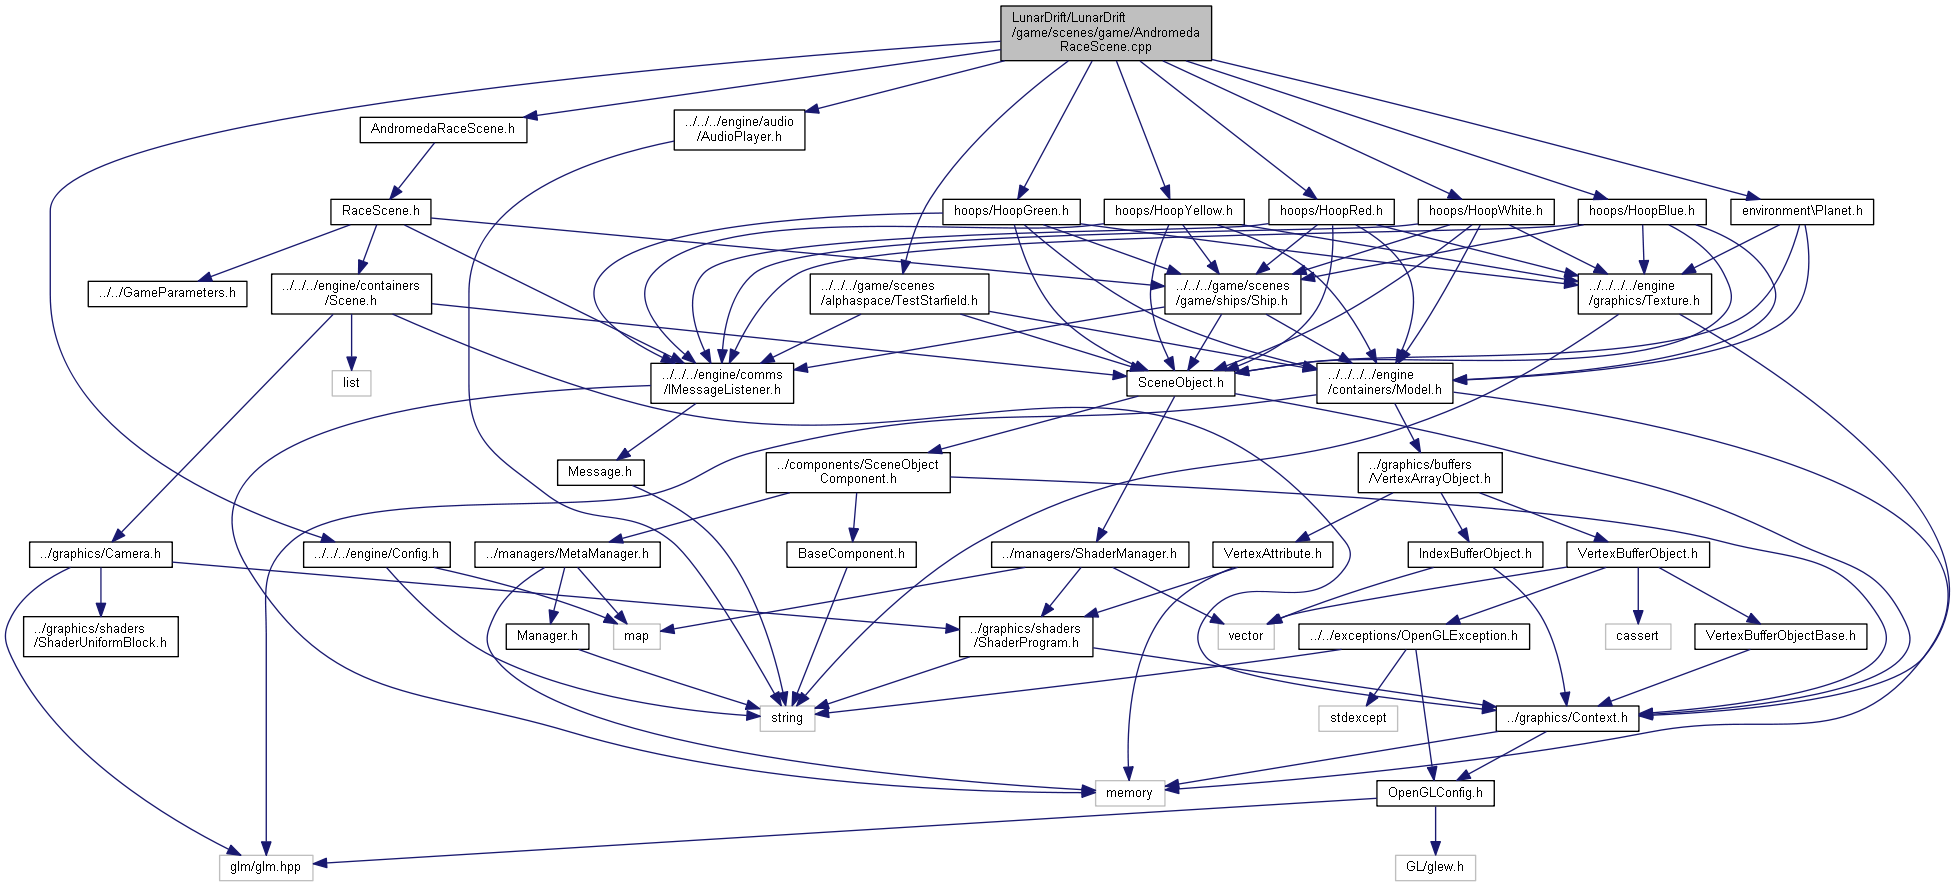 LunarDrift/LunarDrift
/game/scenes/game/Andromeda
RaceScene.cpp
AndromedaRaceScene.h
../../../engine/audio
/AudioPlayer.h
RaceScene.h
hoops/HoopGreen.h
hoops/HoopYellow.h
hoops/HoopRed.h
hoops/HoopWhite.h
hoops/HoopBlue.h
environment\Planet.h
../../GameParameters.h
../../../engine/containers
/Scene.h
../../../game/scenes
/alphaspace/TestStarfield.h
../../../game/scenes
/game/ships/Ship.h
../../../../engine
/graphics/Texture.h
list
../../../engine/comms
/IMessageListener.h
SceneObject.h
../../../../engine
/containers/Model.h
Message.h
../components/SceneObject
Component.h
../graphics/buffers
/VertexArrayObject.h
../graphics/Camera.h
../../../engine/Config.h
../managers/MetaManager.h
BaseComponent.h
../managers/ShaderManager.h
VertexAttribute.h
IndexBufferObject.h
VertexBufferObject.h
../graphics/shaders
/ShaderUniformBlock.h
Manager.h
map
../graphics/shaders
/ShaderProgram.h
vector
../../exceptions/OpenGLException.h
cassert
VertexBufferObjectBase.h
string
stdexcept
../graphics/Context.h
memory
OpenGLConfig.h
glm/glm.hpp
GL/glew.h